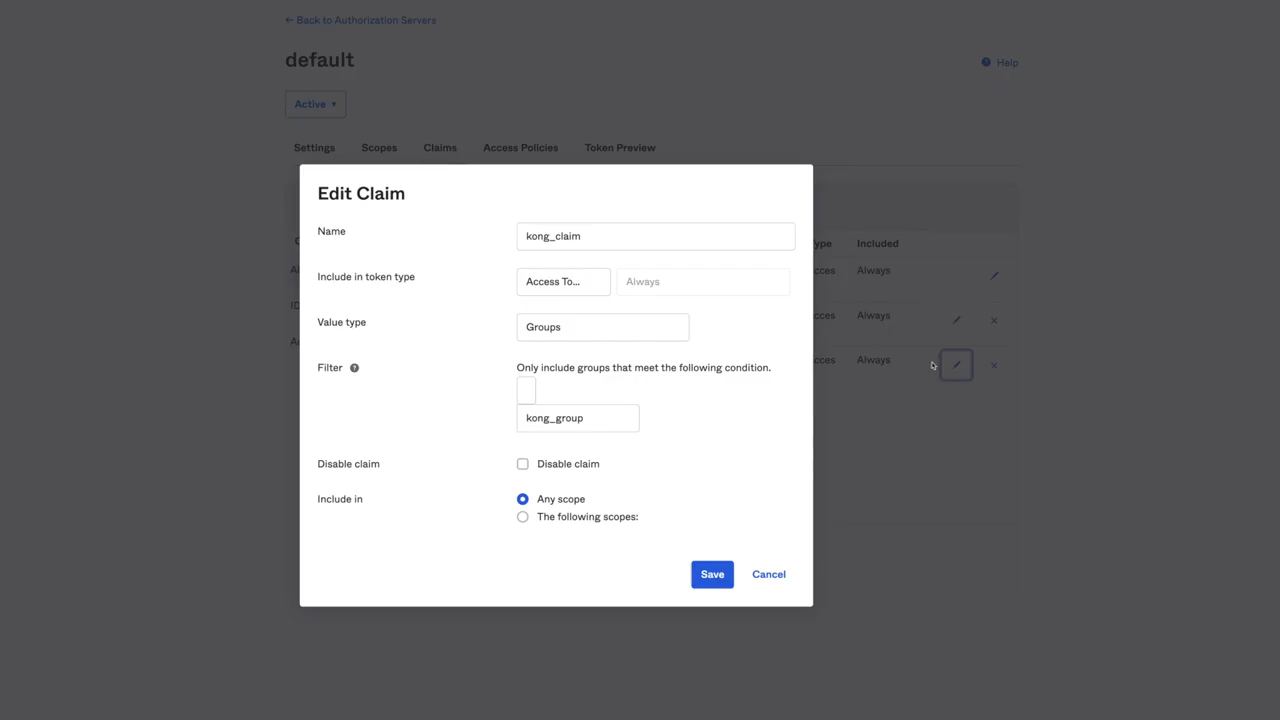 ← Back to Authorization Servers
default
Help
Active ▾
Settings Scopes Claims Access Policies Token Preview
Edit Claim
Name
kong_claim
Include in token type
Access To... Always
Value type
Groups
Filter
Only include groups that meet the following condition.
kong_group
Disable claim
Disable claim
Include in
Any scope
The following scopes:
Save Cancel
Included
Always
Always
Always